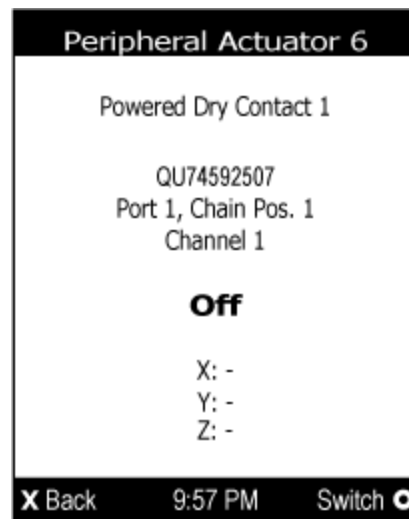 Peripheral Actuator 6
Powered Dry Contact 1
QU74592507
Port 1, Chain Pos. 1
Channel 1
Off
X: -
Y: -
Z: -
X Back 9:57 PM Switch O